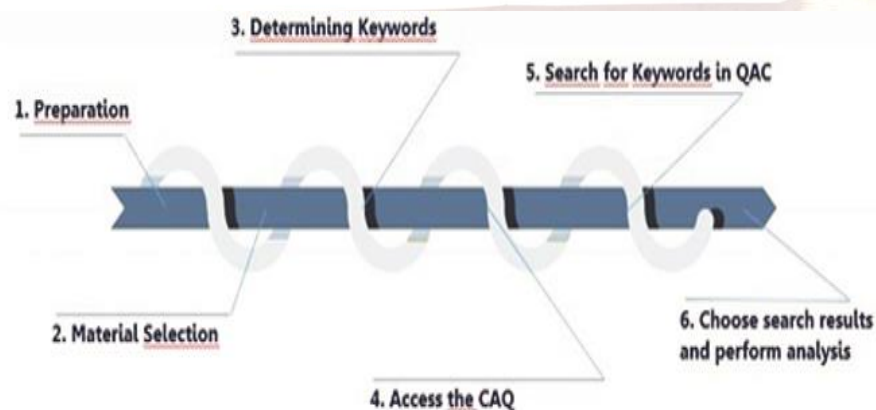 1. Preparation
2. Material Selection
3. Determining Keywords
4. Access the CAQ
5. Search for Keywords in QAC
6. Choose search results
and perform analysis